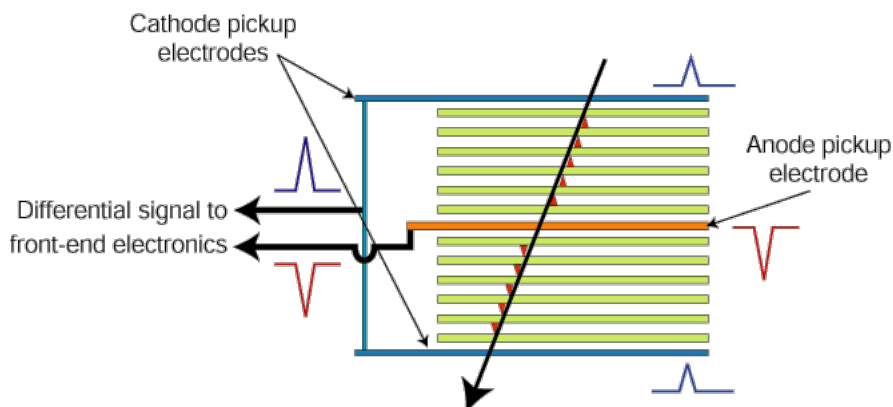 Cathode pickup
electrodes
Anode pickup
electrode
Differential signal to
front-end electronics